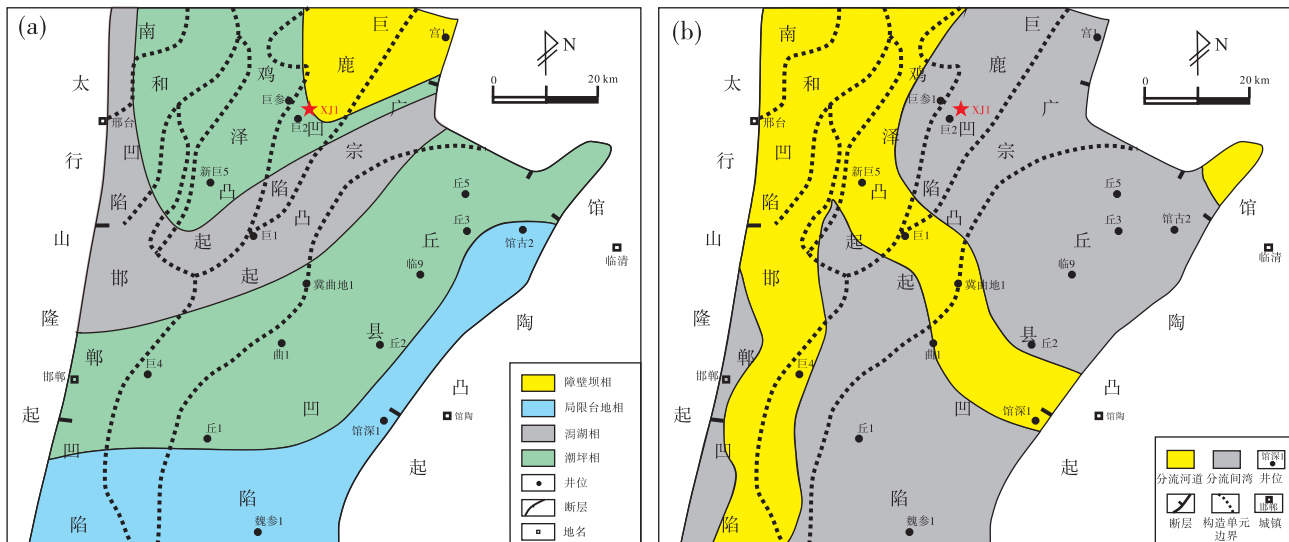 (a)
南
巨
宫1
N
太
和
鸡
鹿
0
20 km
巨参1
XJ1
广
邢台
巨2
凹
行
凹
泽
宗
新巨5
陷
凸
陷
凸
丘5
丘3
馆
山
起
巨1
丘
馆古2
临清
邯
起
临9
冀曲地1
陶
隆
县
郸
曲1
丘2
邯郸
巨4
凸
起
凹
馆深1
馆陶
凹
丘1
起
陷
陷
魏参1
障壁坝相
局限台地相
潟湖相
潮坪相
井位
断层
地名
(b)
南
巨
宫1
N
太
和
鸡
鹿
0
20 km
巨参1
XJ1
广
邢台
巨2
凹
行
凹
泽
宗
新巨5
陷
凸
陷
凸
丘5
丘3
馆
山
起
巨1
丘
馆古2
临清
邯
起
临9
冀曲地1
陶
隆
县
郸
曲1
丘2
邯郸
巨4
凸
起
凹
馆深1
馆陶
凹
丘1
起
陷
陷
魏参1
馆深1
分流河道 分流间湾 井位
邯郸
断层 构造单元 城镇
边界